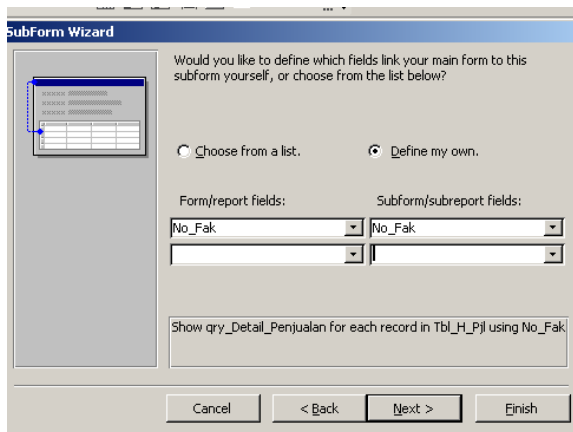 SubForm Wizard
Would you like to define which fields link your main form to this
subform yourself, or choose from the list below?
Choose from a list.
Define my own.
Form/report fields:
Subform/subreport fields:
No_Fak
No_Fak
Show qry_Detail_Penjualan for each record in Tbl_H_Pjl using No_Fak
Cancel
< Back
Next >
Finish